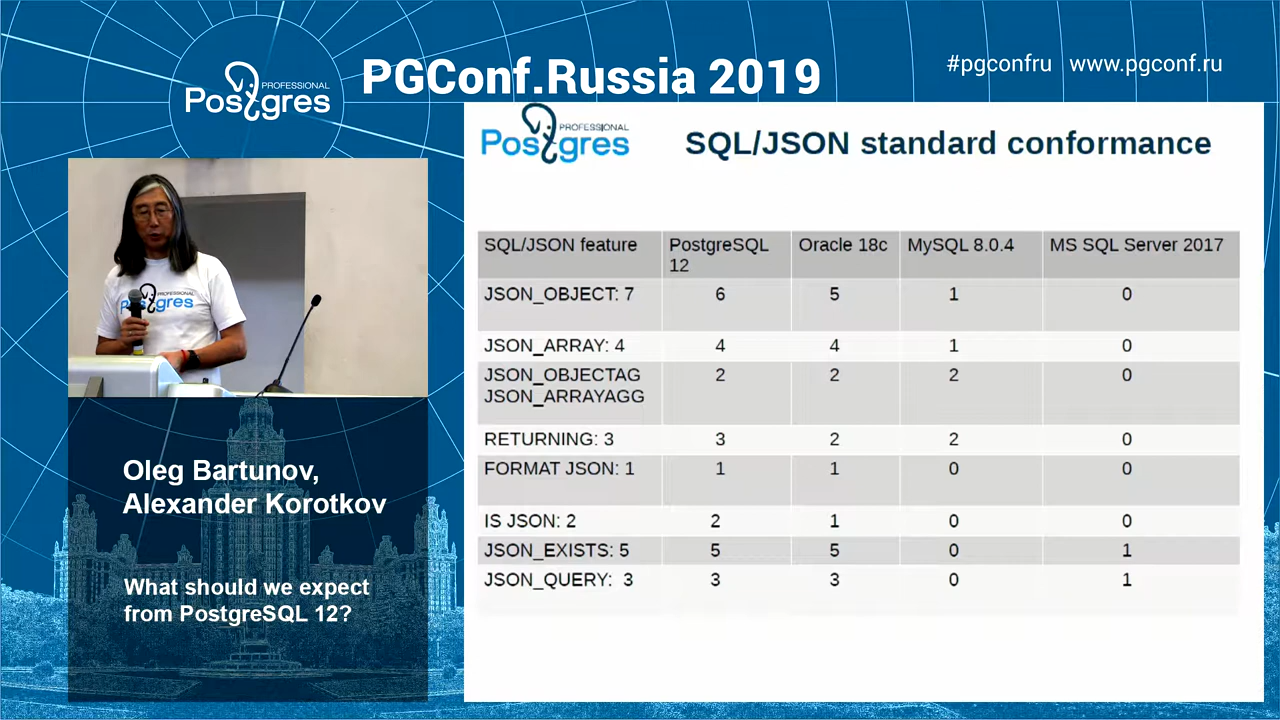 PROFESSIONAL
Postgres
PGConf.Russia 2019
#pgconfru www.pgconf.ru
PROFESSIONAL
Postgres
SQL/JSON standard conformance
SQL/JSON feature PostgreSQL 12 Oracle 18c MySQL 8.0.4 MS SQL Server 2017
JSON_OBJECT: 7 6 5 1 0
JSON_ARRAY: 4 4 4 1 0
JSON_OBJECTAG JSON_ARRAYAGG 2 2 2 0
RETURNING: 3 3 2 2 0
FORMAT JSON: 1 1 1 0 0
IS JSON: 2 2 1 0 0
JSON_EXISTS: 5 5 5 0 1
JSON_QUERY: 3 3 3 0 1
PROFESSIONAL
Postgres
Oleg Bartunov,
Alexander Korotkov
What should we expect
from PostgreSQL 12?